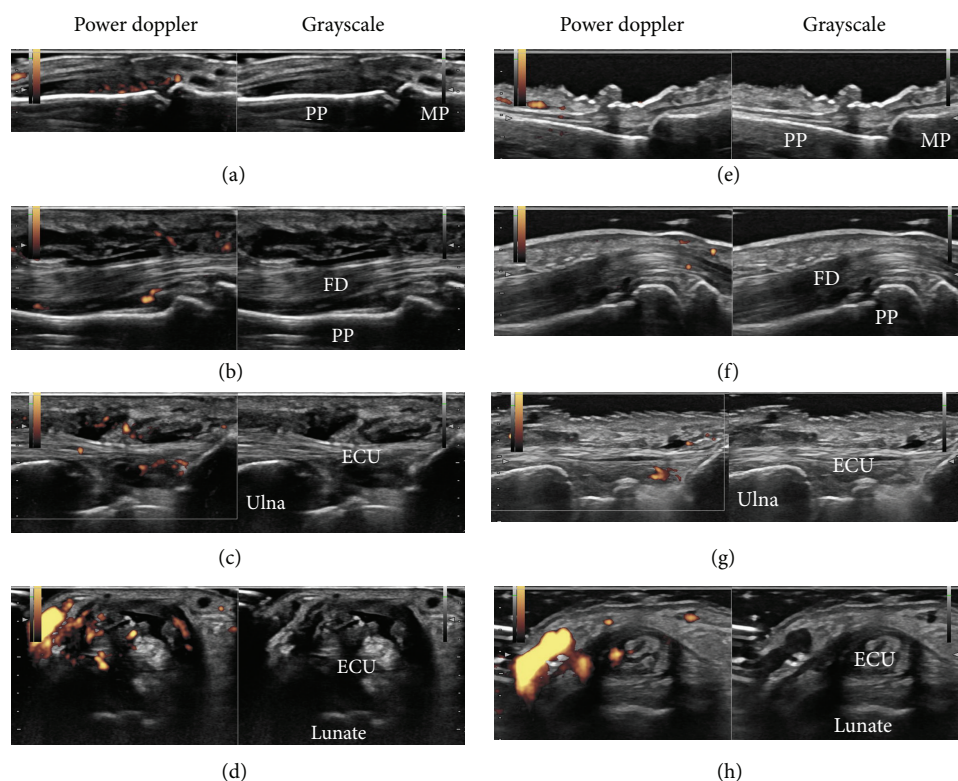 Power doppler Grayscale Power doppler Grayscale
PP MP
(a)
PP MP
(e)
FD
PP
(b)
FD
PP
(f)
ECU
Ulna
(c)
ECU
Ulna
(g)
ECU
Lunate
(d)
ECU
Lunate
(h)